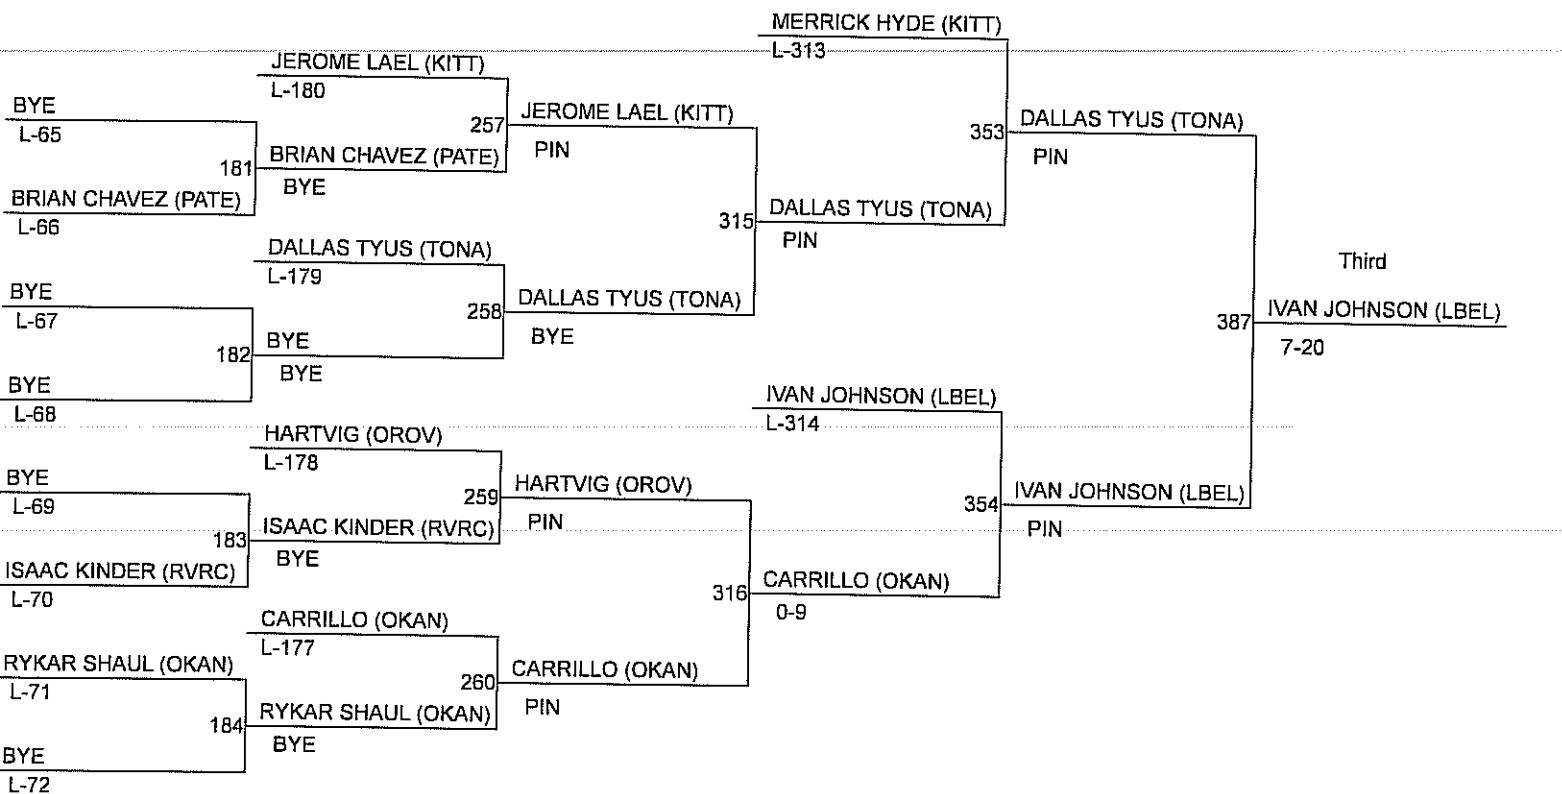 MERRICK HYDE (KITT)
L-313
JEROME LAEL (KITT)
L-180
BYE
L-65
257
JEROME LAEL (KITT)
PIN
353
DALLAS TYUS (TONA)
PIN
181
BRIAN CHAVEZ (PATE)
BYE
BRIAN CHAVEZ (PATE)
L-66
315
DALLAS TYUS (TONA)
PIN
DALLAS TYUS (TONA)
L-179
Third
BYE
L-67
258
DALLAS TYUS (TONA)
BYE
387
IVAN JOHNSON (LBEL)
7-20
182
BYE
BYE
BYE
L-68
IVAN JOHNSON (LBEL)
L-314
HARTVIG (OROV)
L-178
BYE
L-69
259
HARTVIG (OROV)
PIN
354
IVAN JOHNSON (LBEL)
PIN
183
ISAAC KINDER (RVRC)
BYE
ISAAC KINDER (RVRC)
L-70
316
CARRILLO (OKAN)
0-9
CARRILLO (OKAN)
L-177
RYKAR SHAUL (OKAN)
L-71
260
CARRILLO (OKAN)
PIN
184
RYKAR SHAUL (OKAN)
BYE
BYE
L-72